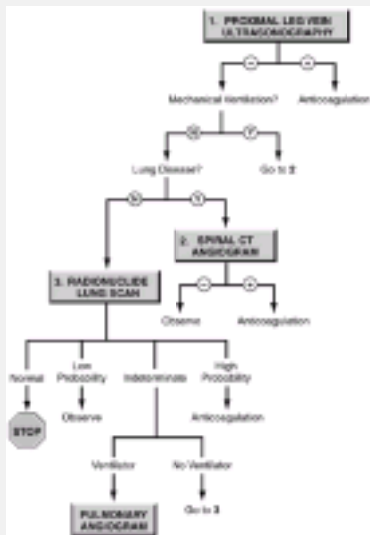 1. PROXIMAL LEG VEIN
ULTRASONOGRAPHY
−
+
Mechanical Ventilation?
Anticoagulation
N
Y
Lung Disease?
Go to 2
N
Y
2. SPIRAL CT
ANGIOGRAM
3. RADIONUCLIDE
LUNG SCAN
−
+
Observe
Anticoagulation
Normal
Low
Probability
Indeterminate
High
Probability
STOP
Observe
Anticoagulation
Ventilator
No Ventilator
PULMONARY
ANGIOGRAM
Go to 3